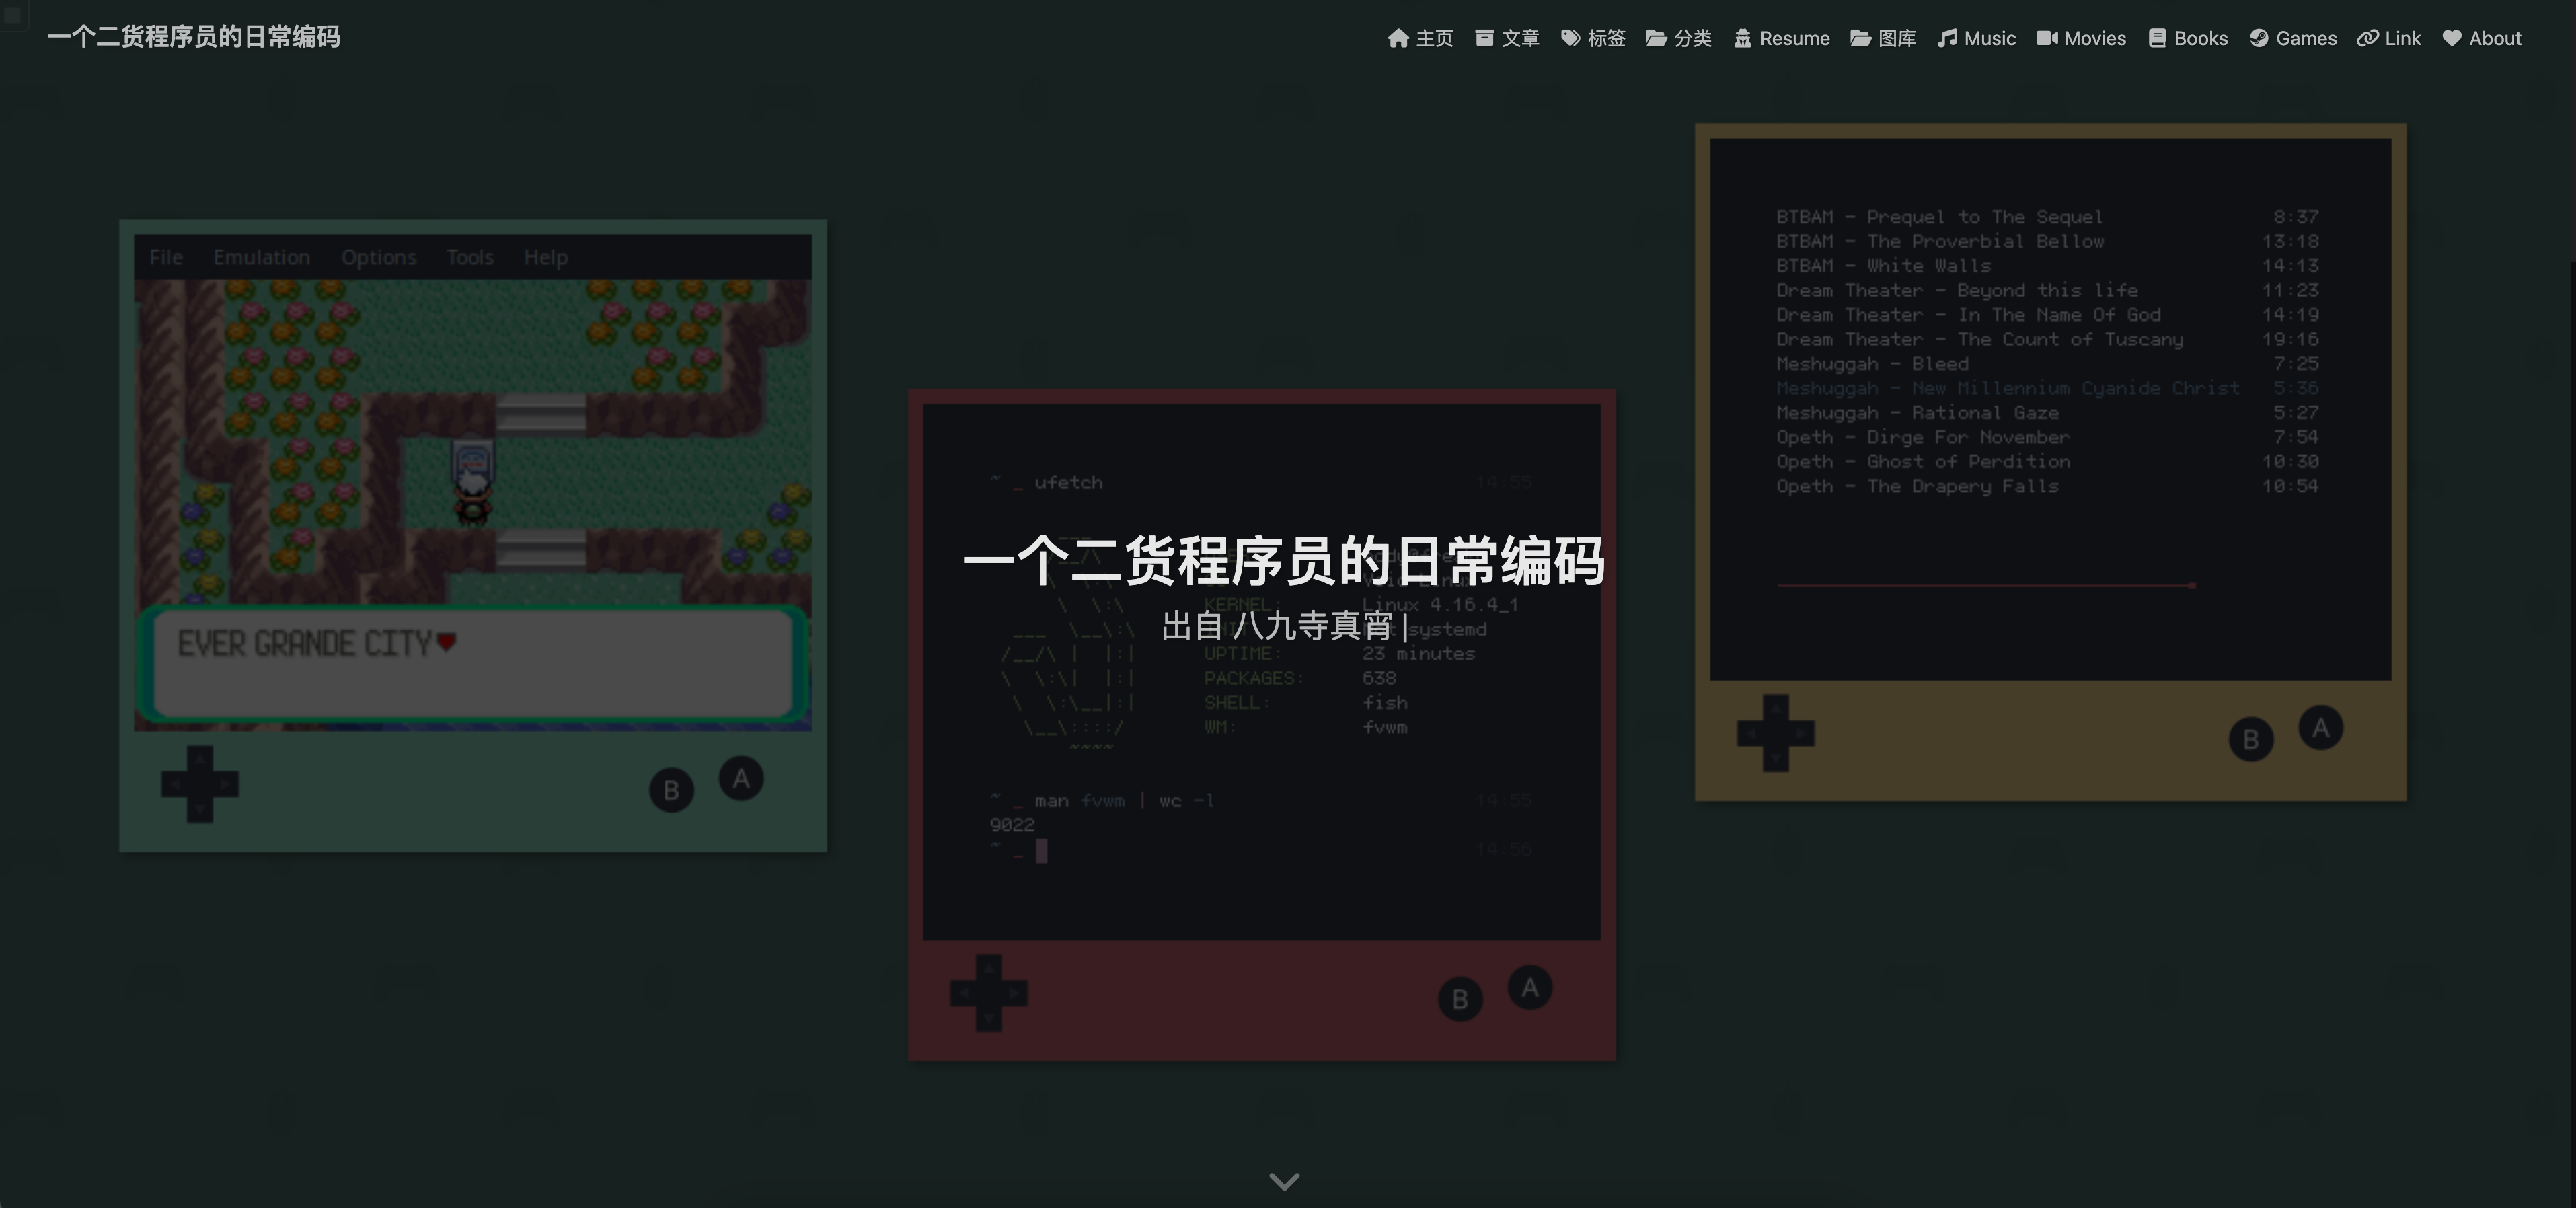 一个二货程序员的日常编码
主页 文章 标签 分类 Resume 图库 Music Movies Books Games Link About
File Emulation Options Tools Help
EVER GRANDE CITY
B A
~ _ ufetch 14:55
一个二货程序员的日常编码
出自 八九寺真宵 |
KERNEL: Linux 4.16.4_1
systemd
UPTIME: 23 minutes
PACKAGES: 638
SHELL: fish
WM: fvwm
~ _ man fvwm | wc -l 14:55
9022
~ _ 14:56
B A
BTBAM - Prequel to The Sequel 8:37
BTBAM - The Proverbial Bellow 13:18
BTBAM - White Walls 14:13
Dream Theater - Beyond this life 11:23
Dream Theater - In The Name Of God 14:19
Dream Theater - The Count of Tuscany 19:16
Meshuggah - Bleed 7:25
Meshuggah - New Millennium Cyanide Christ 5:36
Meshuggah - Rational Gaze 5:27
Opeth - Dirge For November 7:54
Opeth - Ghost of Perdition 10:30
Opeth - The Drapery Falls 10:54
B A